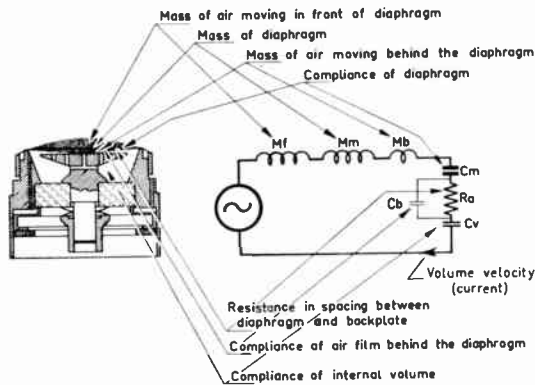 Mass of air moving in front of diaphragm
Mass of diaphragm
Mass of air moving behind the diaphragm
Compliance of diaphragm
Mf
Mm
Mb
Cm
Cb
Ra
Cv
Volume velocity
(current)
Resistance in spacing between
diaphragm and backplate
Compliance of air film behind the diaphragm
Compliance of internal volume